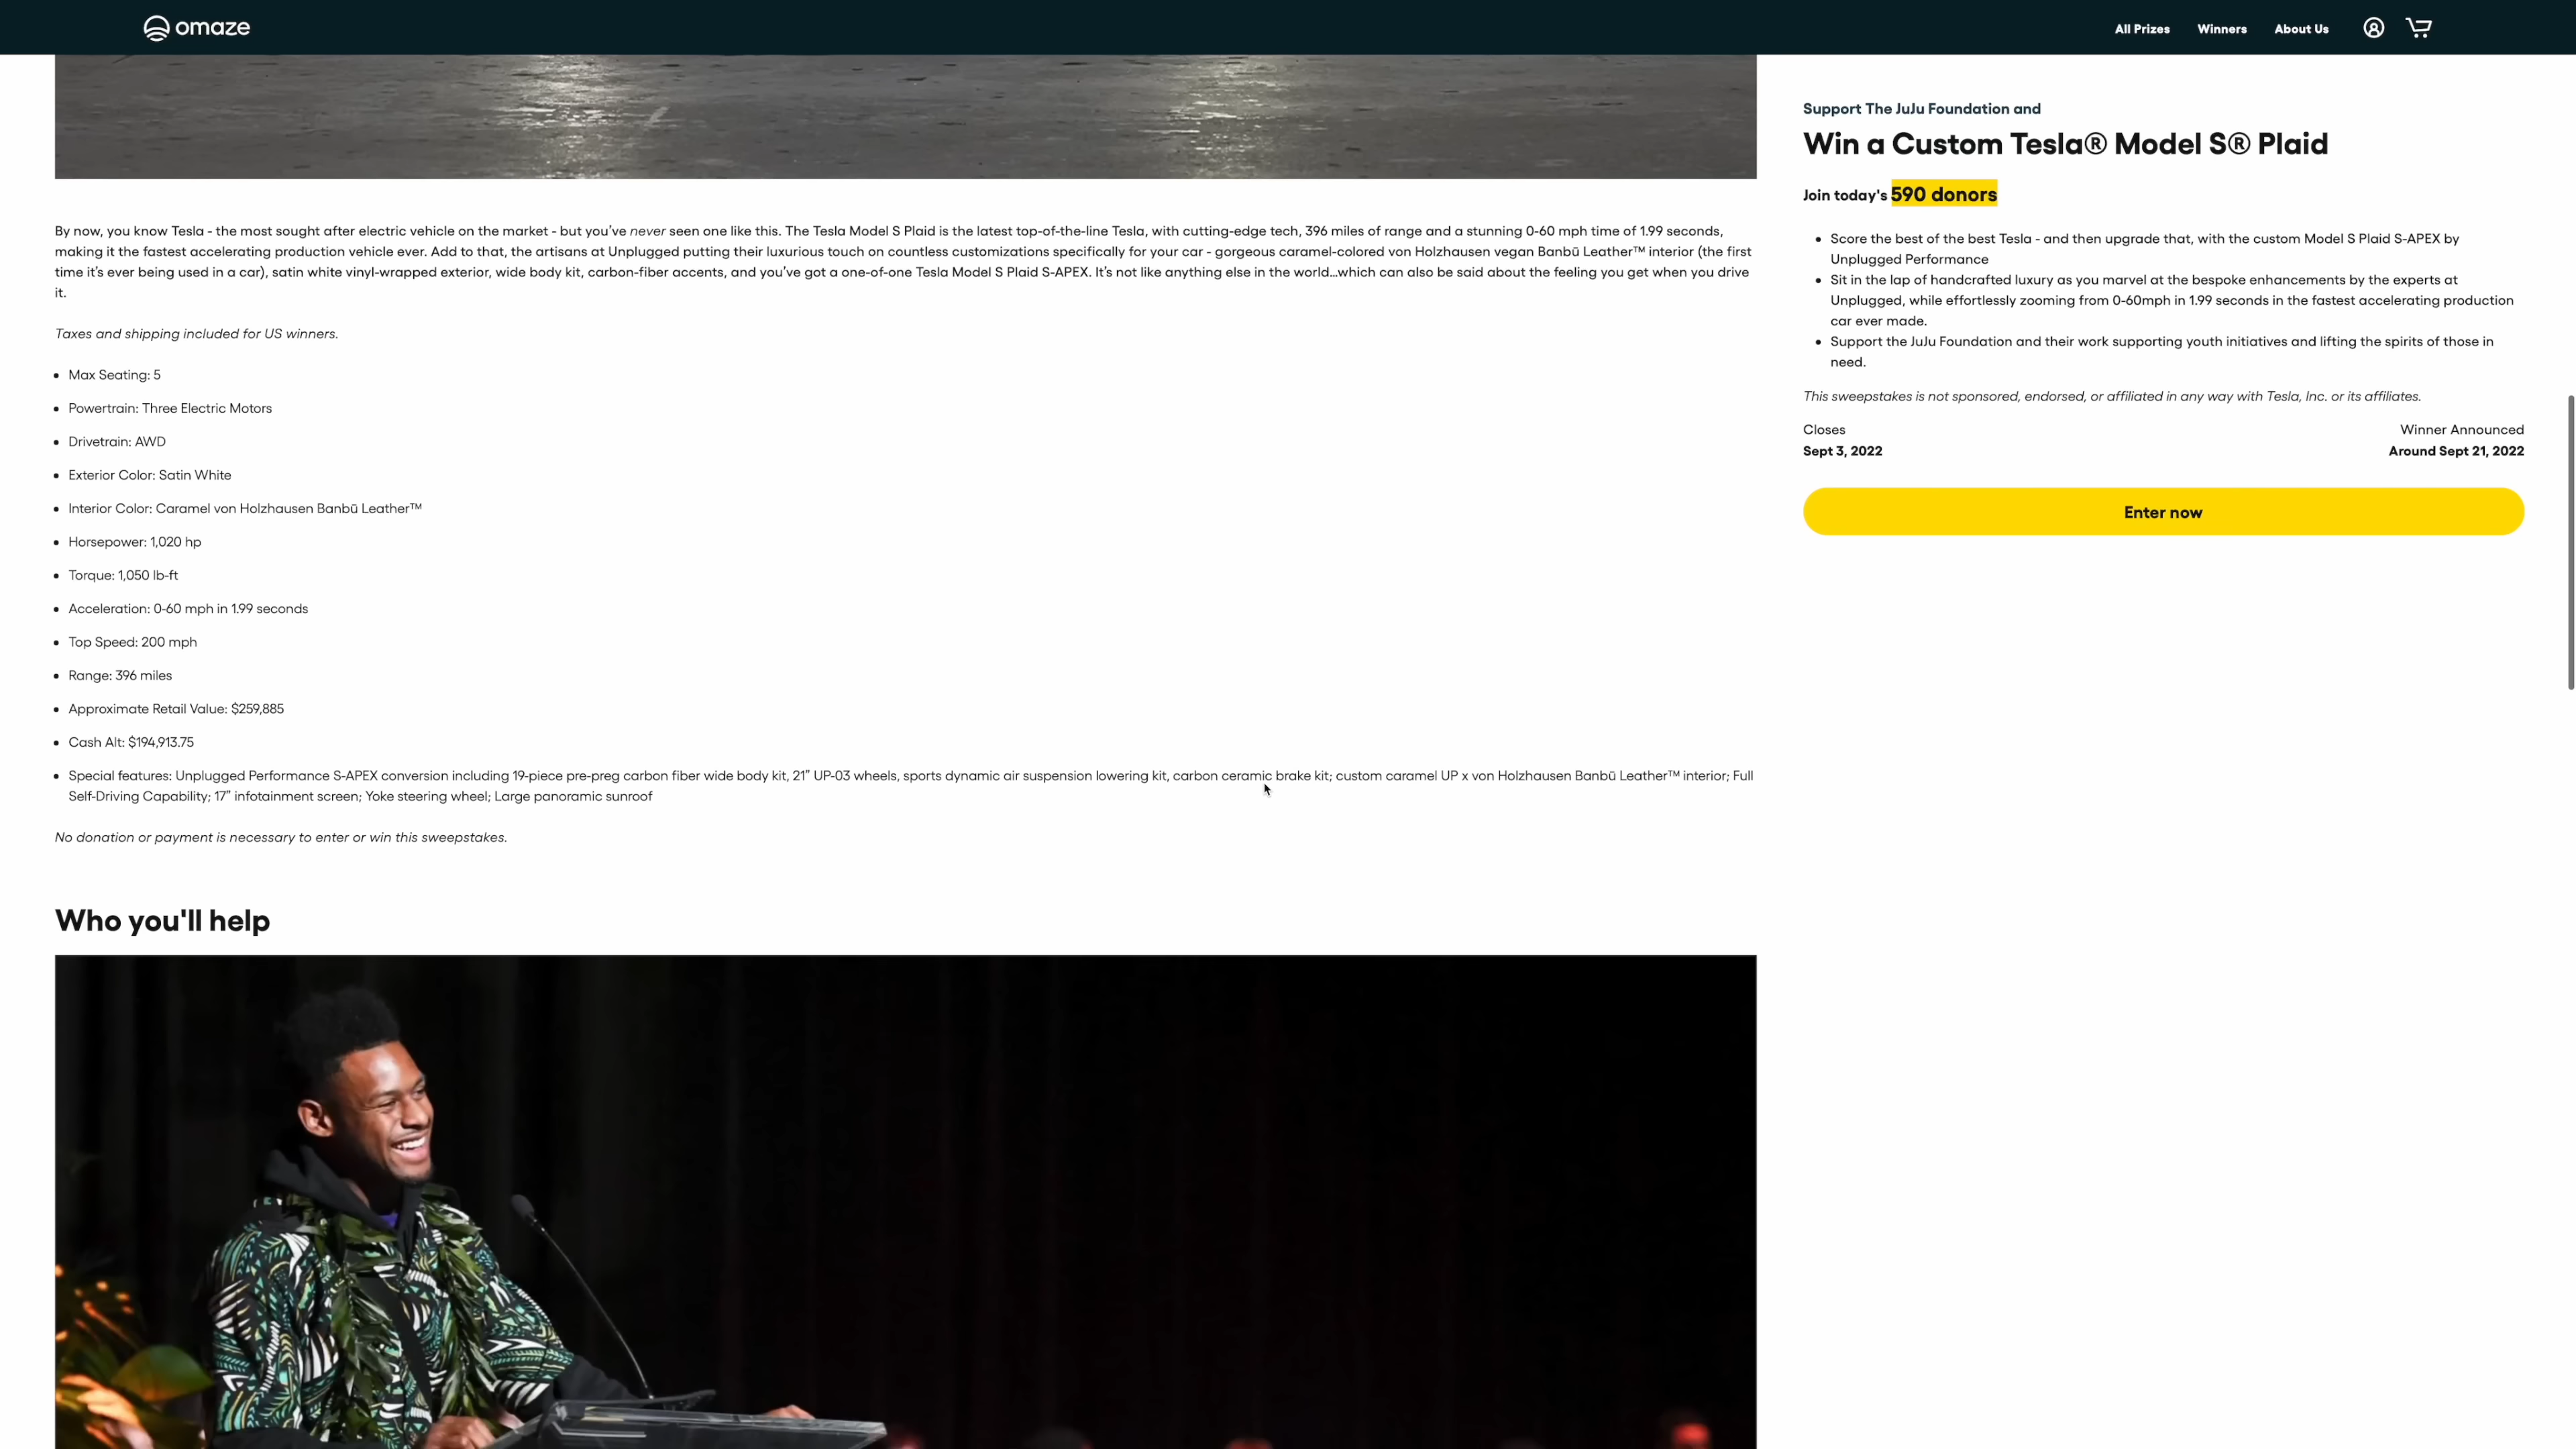 omaze
All Prizes
Winners
About Us
By now, you know Tesla - the most sought after electric vehicle on the market - but you've never seen one like this. The Tesla Model S Plaid is the latest top-of-the-line Tesla, with cutting-edge tech, 396 miles of range and a stunning 0-60 mph time of 1.99 seconds,
making it the fastest accelerating production vehicle ever. Add to that, the artisans at Unplugged putting their luxurious touch on countless customizations specifically for your car - gorgeous caramel-colored von Holzhausen vegan Banbū Leather™ interior (the first
time it's ever being used in a car), satin white vinyl-wrapped exterior, wide body kit, carbon-fiber accents, and you've got a one-of-one Tesla Model S Plaid S-APEX. It's not like anything else in the world...which can also be said about the feeling you get when you drive
it.
Taxes and shipping included for US winners.
• Max Seating: 5
• Powertrain: Three Electric Motors
• Drivetrain: AWD
• Exterior Color: Satin White
• Interior Color: Caramel von Holzhausen Banbū Leather™
• Horsepower: 1,020 hp
• Torque: 1,050 lb-ft
• Acceleration: 0-60 mph in 1.99 seconds
• Top Speed: 200 mph
• Range: 396 miles
• Approximate Retail Value: $259,885
• Cash Alt: $194,913.75
• Special features: Unplugged Performance S-APEX conversion including 19-piece pre-preg carbon fiber wide body kit, 21" UP-03 wheels, sports dynamic air suspension lowering kit, carbon ceramic brake kit; custom caramel UP x von Holzhausen Banbū Leather™ interior; Full
Self-Driving Capability; 17" infotainment screen; Yoke steering wheel; Large panoramic sunroof
No donation or payment is necessary to enter or win this sweepstakes.
Who you'll help
Support The JuJu Foundation and
Win a Custom Tesla® Model S® Plaid
Join today's 590 donors
• Score the best of the best Tesla - and then upgrade that, with the custom Model S Plaid S-APEX by
Unplugged Performance
• Sit in the lap of handcrafted luxury as you marvel at the bespoke enhancements by the experts at
Unplugged, while effortlessly zooming from 0-60mph in 1.99 seconds in the fastest accelerating production
car ever made.
• Support the JuJu Foundation and their work supporting youth initiatives and lifting the spirits of those in
need.
This sweepstakes is not sponsored, endorsed, or affiliated in any way with Tesla, Inc. or its affiliates.
Closes
Sept 3, 2022
Winner Announced
Around Sept 21, 2022
Enter now